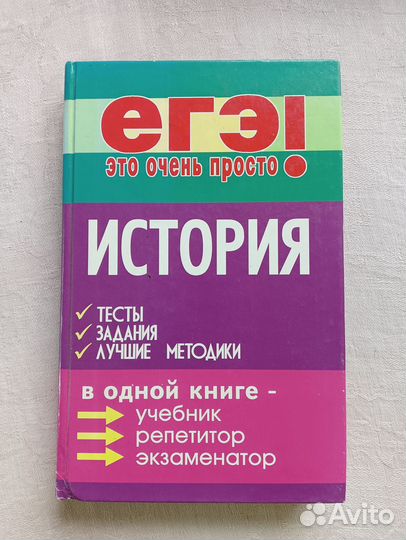 егэ!
это очень просто
ИСТОРИЯ
ТЕСТЫ
ЗАДАНИЯ
ЛУЧШИЕ МЕТОДИКИ
в одной книге -
учебник
репетитор
экзаменатор
Avito